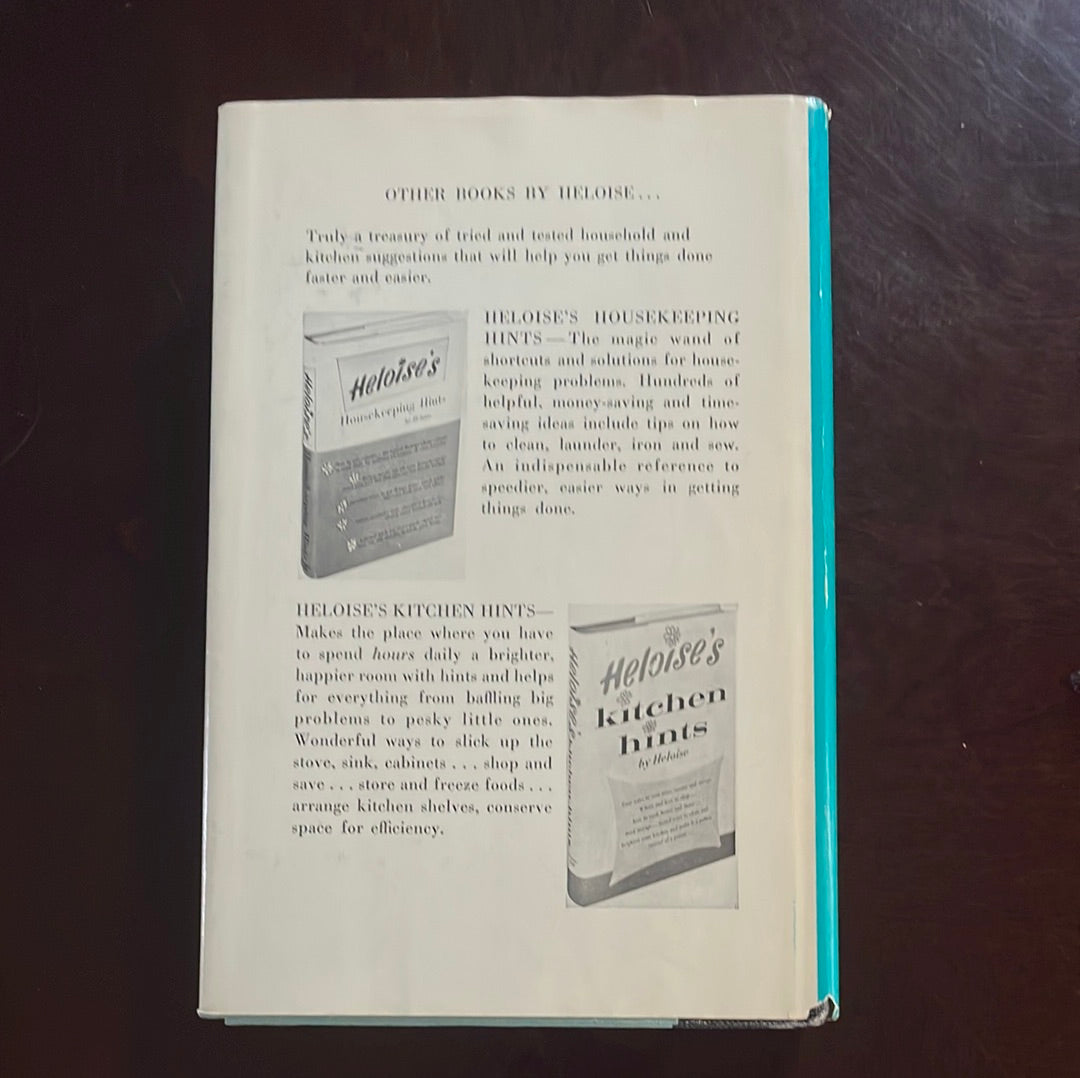 OTHER BOOKS BY HELOISE...
Truly a treasury of tried and tested household and
kitchen suggestions that will help you get things done
faster and easier.
HELOISE'S HOUSEKEEPING
HINTS—The magic wand of
shortcuts and solutions for house-
keeping problems. Hundreds of
helpful, money-saving and time-
saving ideas include tips on how
to clean, launder, iron and sew.
An indispensable reference to
speedier, easier ways in getting
things done.
Heloise's
Housekeeping Hints
HELOISE'S KITCHEN HINTS—
Makes the place where you have
to spend hours daily a brighter,
happier room with hints and helps
for everything from baffling big
problems to pesky little ones.
Wonderful ways to slick up the
stove, sink, cabinets . . . shop and
save . . . store and freeze foods . . .
arrange kitchen shelves, conserve
space for efficiency.
Heloise's
kitchen
hints
by Heloise